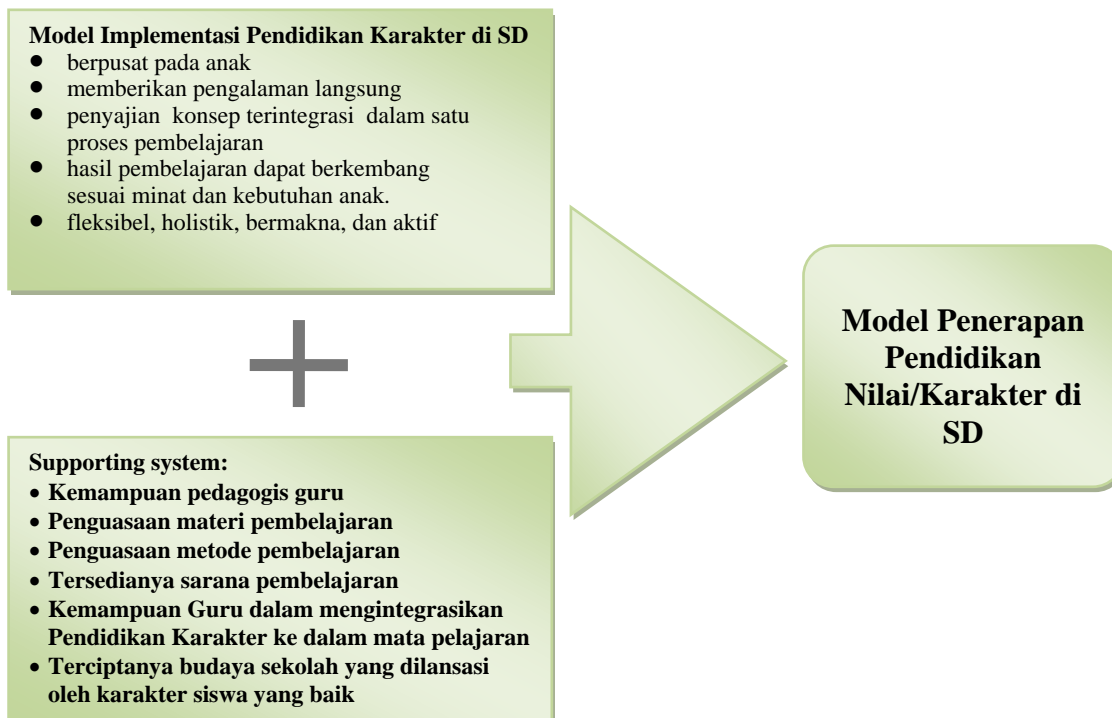 Model Implementasi Pendidikan Karakter di SD
● berpusat pada anak
● memberikan pengalaman langsung
● penyajian konsep terintegrasi dalam satu
proses pembelajaran
● hasil pembelajaran dapat berkembang
sesuai minat dan kebutuhan anak.
● fleksibel, holistik, bermakna, dan aktif
Supporting system:
• Kemampuan pedagogis guru
• Penguasaan materi pembelajaran
• Penguasaan metode pembelajaran
• Tersedianya sarana pembelajaran
• Kemampuan Guru dalam mengintegrasikan
Pendidikan Karakter ke dalam mata pelajaran
• Terciptanya budaya sekolah yang dilansasi
oleh karakter siswa yang baik
Model Penerapan
Pendidikan
Nilai/Karakter di
SD